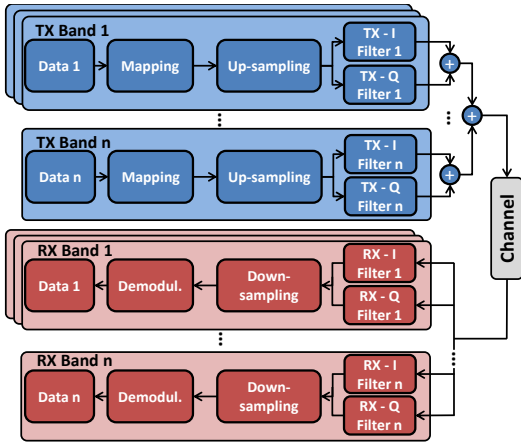 TX Band 1
Data 1
Mapping
Up-sampling
TX - I
Filter 1
TX - Q
Filter 1
+
+
...
...
TX Band n
Data n
Mapping
Up-sampling
TX - I
Filter n
TX - Q
Filter n
+
Channel
RX Band 1
Data 1
Demodul.
Down-
sampling
RX - I
Filter 1
RX - Q
Filter 1
...
RX Band n
Data n
Demodul.
Down-
sampling
RX - I
Filter n
RX - Q
Filter n